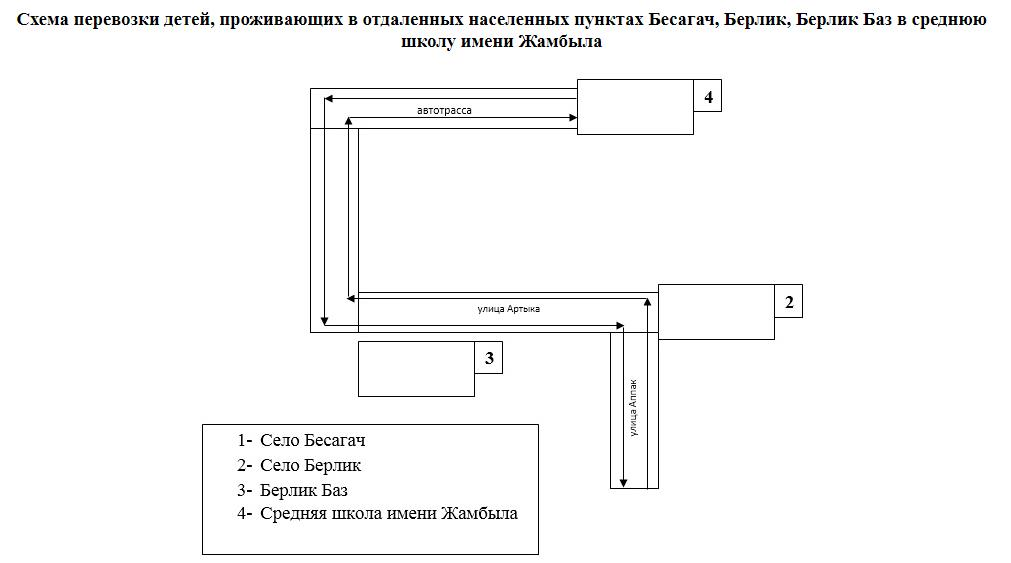 Схема перевозки детей, проживающих в отдаленных населенных пунктах Бесагач, Берлик, Берлик Баз в среднюю
школу имени Жамбыла
4
автотрасса
2
улица Артыка
3
улица Аппак
1- Село Бесагач
2- Село Берлик
3- Берлик Баз
4- Средняя школа имени Жамбыла